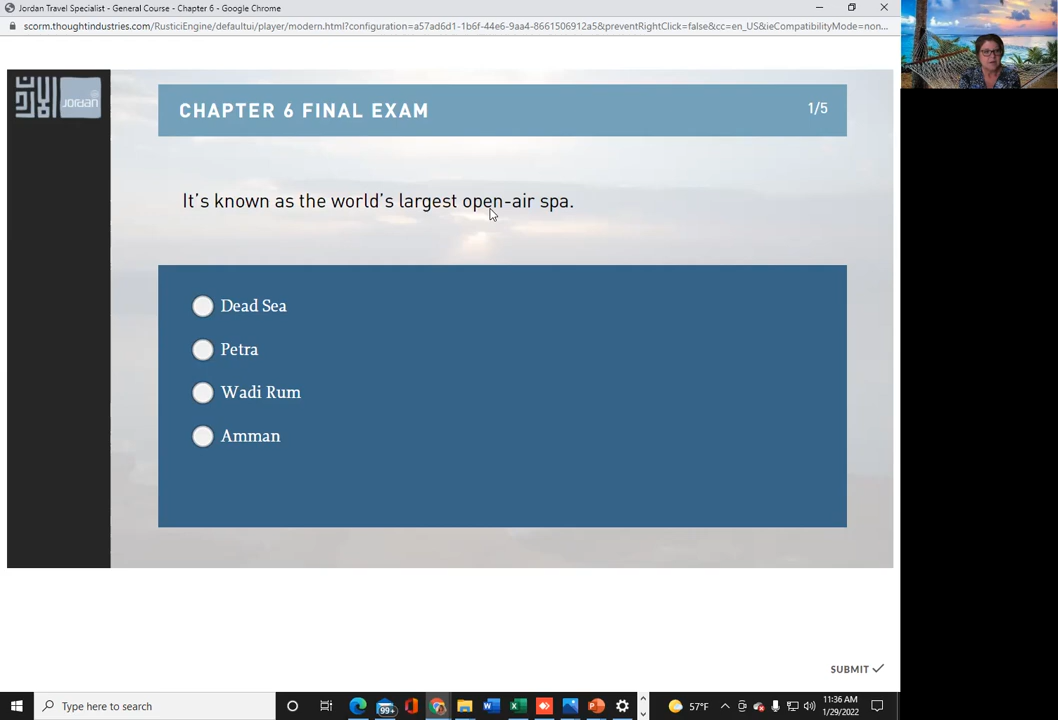 Jordan Travel Specialist - General Course - Chapter 6 - Google Chrome
scorm.thoughtindustries.com/RusticiEngine/defaultui/player/modern.html?configuration=a57ad6d1-1b6f-44e6-9aa4-8661506912a5&preventRightClick=false&cc=en_US&ieCompatibilityMode=non...
الأردن
Jordan
CHAPTER 6 FINAL EXAM
1/5
It's known as the world's largest open-air spa.
Dead Sea
Petra
Wadi Rum
Amman
SUBMIT
Type here to search
99+
57°F
11:36 AM
1/29/2022